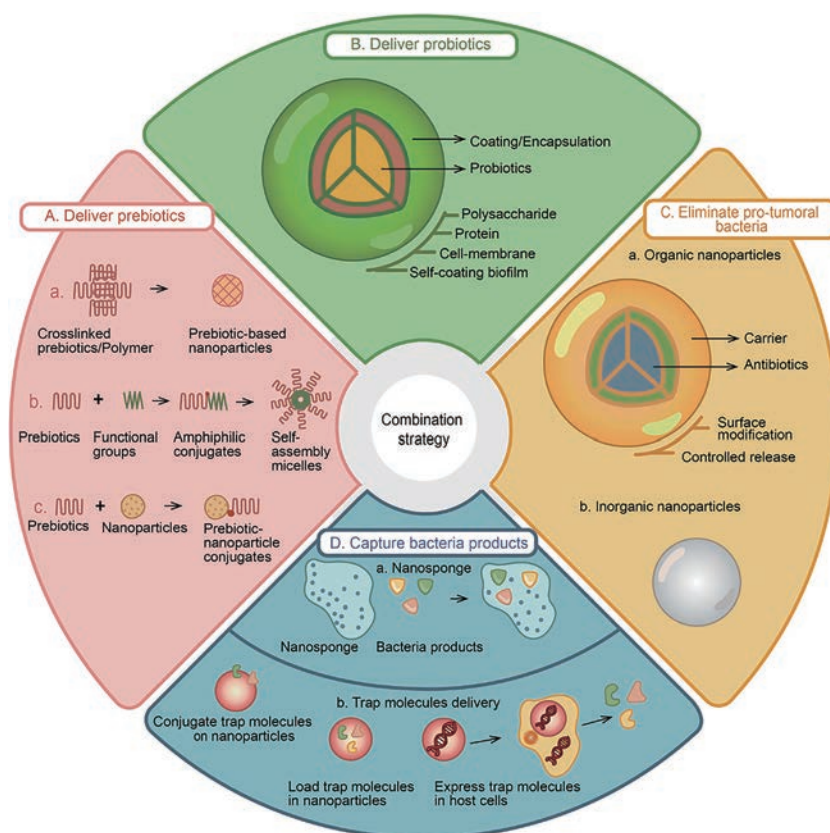 B. Deliver probiotics
Coating/Encapsulation
Probiotics
Polysaccharide
Protein
Cell-membrane
Self-coating biofilm
A. Deliver prebiotics
a.
Crosslinked
prebiotics/Polymer
Prebiotic-based
nanoparticles
b.
+
Prebiotics
Functional
groups
Amphiphilic
conjugates
Self-
assembly
micelles
c.
+
Prebiotics
Nanoparticles
Prebiotic-
nanoparticle
conjugates
Combination
strategy
C. Eliminate pro-tumoral
bacteria
a. Organic nanoparticles
Carrier
Antibiotics
Surface
modification
Controlled release
b. Inorganic nanoparticles
D. Capture bacteria products
a. Nanosponge
Nanosponge
Bacteria products
b. Trap molecules delivery
Conjugate trap molecules
on nanoparticles
Load trap molecules
in nanoparticles
Express trap molecules
in host cells